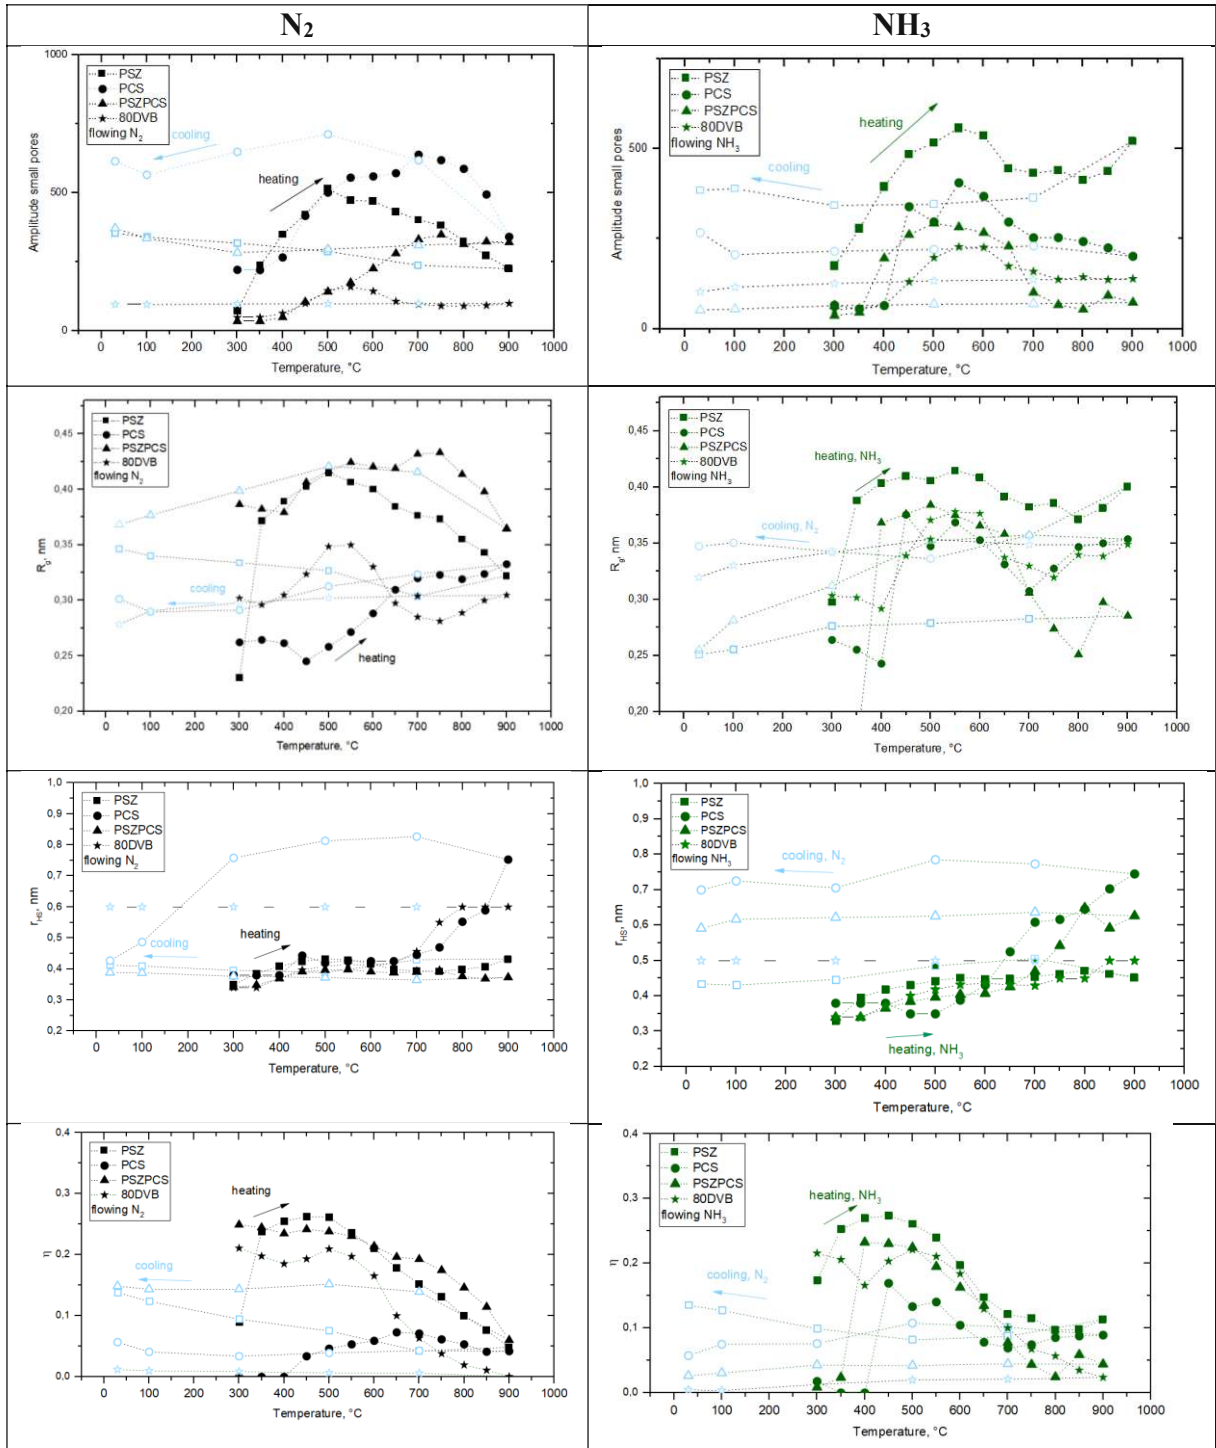 N₂
NH₃
1000
500
0
Amplitude small pores
PSZ
PCS
PSZPCS
80DVB
flowing N₂
cooling
heating
0 100 200 300 400 500 600 700 800 900 1000
Temperature, °C
500
0
Amplitude small pores
PSZ
PCS
PSZPCS
80DVB
flowing NH₃
heating
cooling
0 100 200 300 400 500 600 700 800 900 1000
Temperature, °C
0,45
0,40
0,35
0,30
0,25
0,20
Rg, nm
PSZ
PCS
PSZPCS
80DVB
flowing N₂
cooling
heating
0 100 200 300 400 500 600 700 800 900 1000
Temperature, °C
0,45
0,40
0,35
0,30
0,25
0,20
Rg, nm
PSZ
PCS
PSZPCS
80DVB
flowing NH₃
heating, NH₃
cooling, N₂
0 100 200 300 400 500 600 700 800 900 1000
Temperature, °C
1,0
0,9
0,8
0,7
0,6
0,5
0,4
0,3
0,2
rHS, nm
PSZ
PCS
PSZPCS
80DVB
flowing N₂
cooling
heating
0 100 200 300 400 500 600 700 800 900 1000
Temperature, °C
1,0
0,9
0,8
0,7
0,6
0,5
0,4
0,3
0,2
rHS, nm
PSZ
PCS
PSZPCS
80DVB
flowing NH₃
cooling, N₂
heating, NH₃
0 100 200 300 400 500 600 700 800 900 1000
Temperature, °C
0,4
0,3
0,2
0,1
0,0
η
PSZ
PCS
PSZPCS
80DVB
flowing N₂
heating
cooling
0 100 200 300 400 500 600 700 800 900 1000
Temperature, °C
0,4
0,3
0,2
0,1
0,0
η
PSZ
PCS
PSZPCS
80DVB
flowing NH₃
heating, NH₃
cooling, N₂
0 100 200 300 400 500 600 700 800 900 1000
Temperature, °C